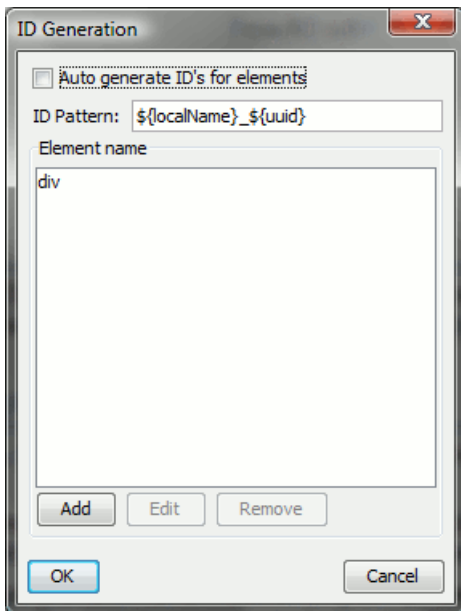 ID Generation
Auto generate ID's for elements
ID Pattern: ${localName}_${uuid}
Element name
div
Add Edit Remove
OK Cancel